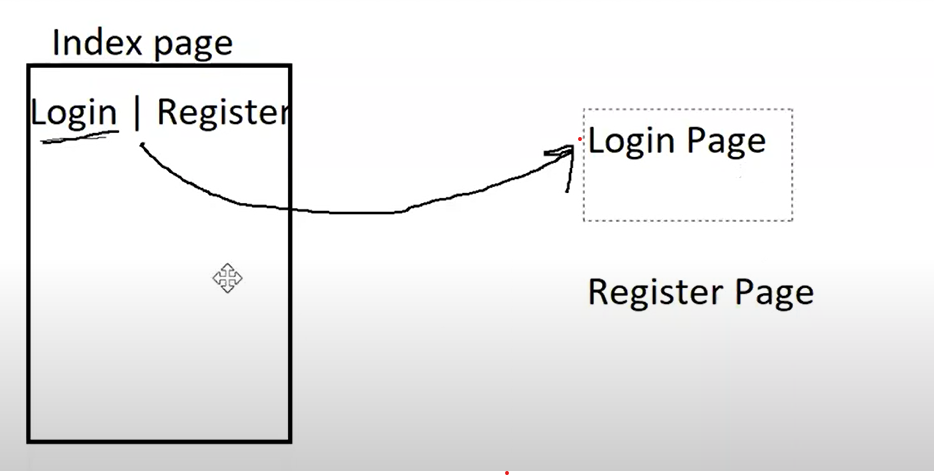 Index page
Login | Register
Login Page
Register Page